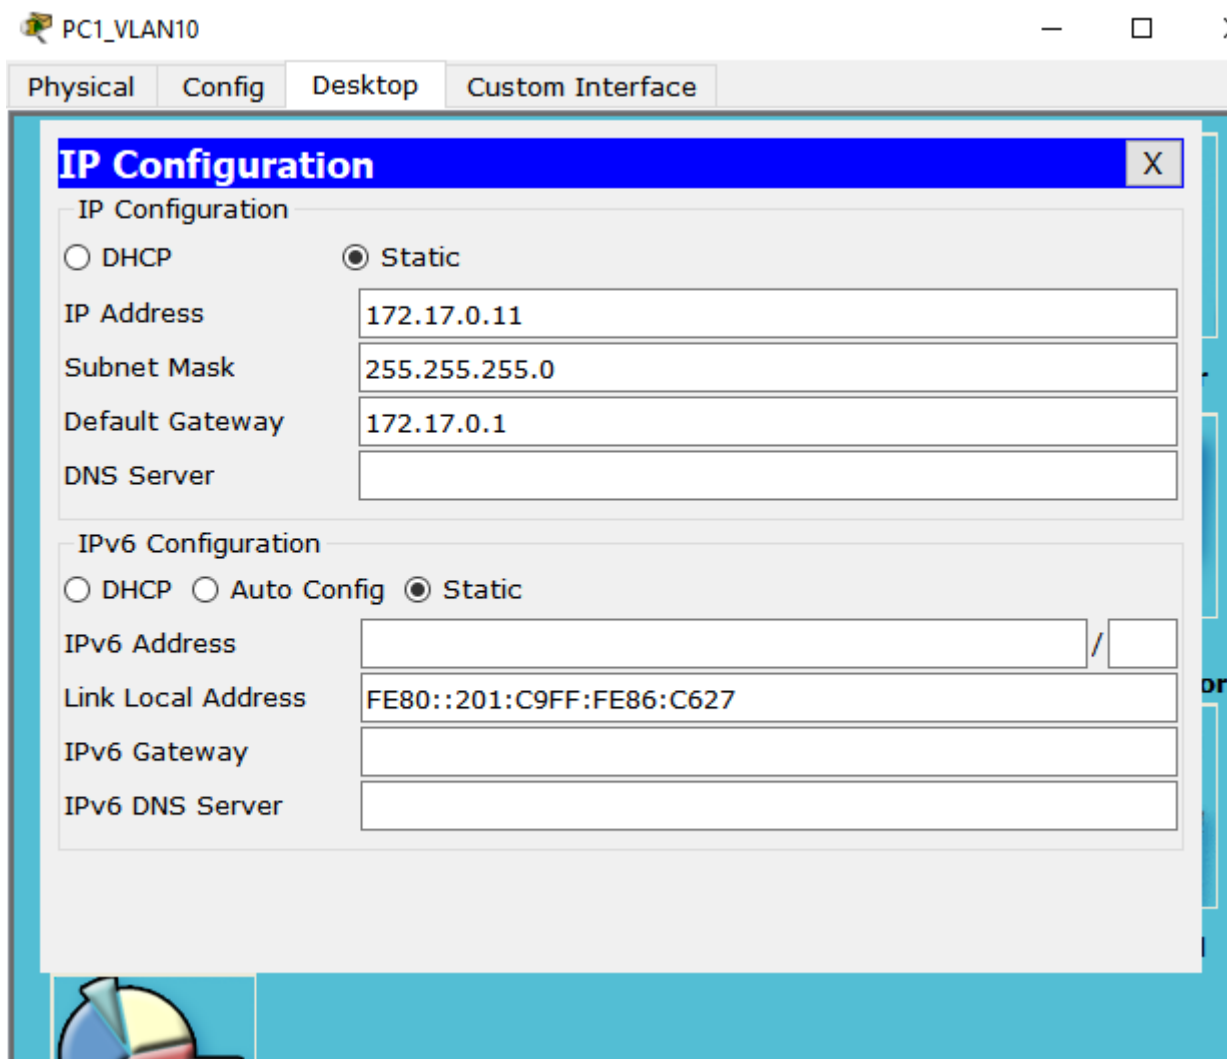 PC1_VLAN10
Physical Config Desktop Custom Interface
IP Configuration X
IP Configuration
DHCP Static
IP Address 172.17.0.11
Subnet Mask 255.255.255.0
Default Gateway 172.17.0.1
DNS Server
IPv6 Configuration
DHCP Auto Config Static
IPv6 Address /
Link Local Address FE80::201:C9FF:FE86:C627
IPv6 Gateway
IPv6 DNS Server